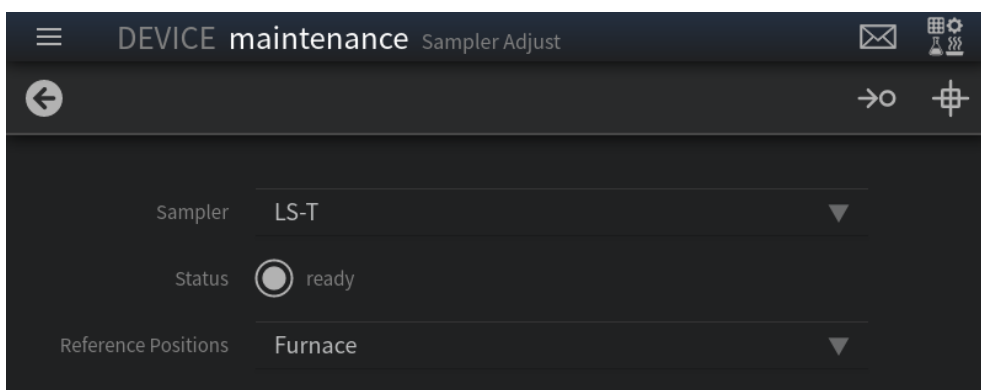 DEVICE maintenance Sampler Adjust
Sampler LS-T
Status ready
Reference Positions Furnace